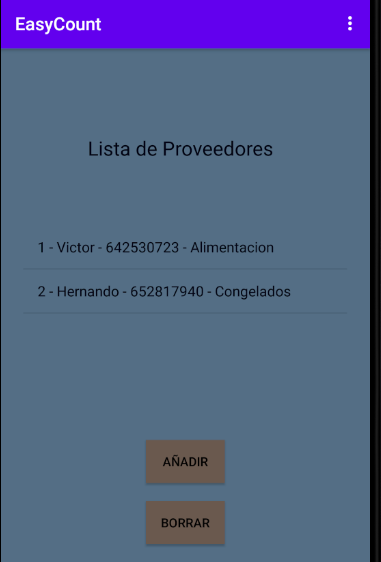 EasyCount
Lista de Proveedores
1 - Victor - 642530723 - Alimentacion
2 - Hernando - 652817940 - Congelados
AÑADIR
BORRAR